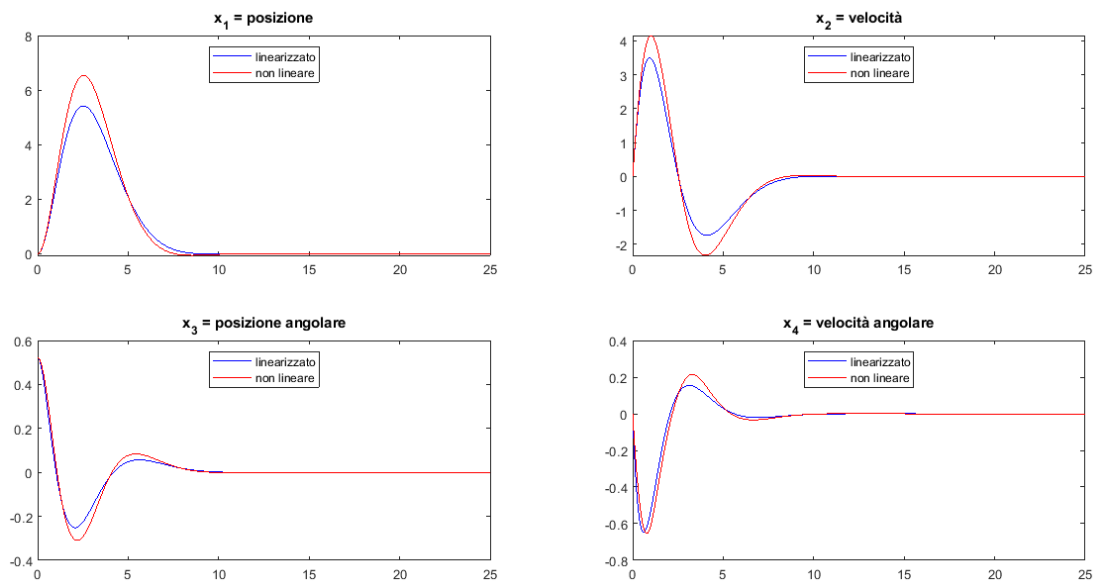 x₁ = posizione
8
6
4
2
0
0 5 10 15 20 25
linearizzato
non lineare
x₂ = velocità
4
3
2
1
0
-1
-2
0 5 10 15 20 25
linearizzato
non lineare
x₃ = posizione angolare
0.6
0.4
0.2
0
-0.2
-0.4
0 5 10 15 20 25
linearizzato
non lineare
x₄ = velocità angolare
0.4
0.2
0
-0.2
-0.4
-0.6
-0.8
0 5 10 15 20 25
linearizzato
non lineare